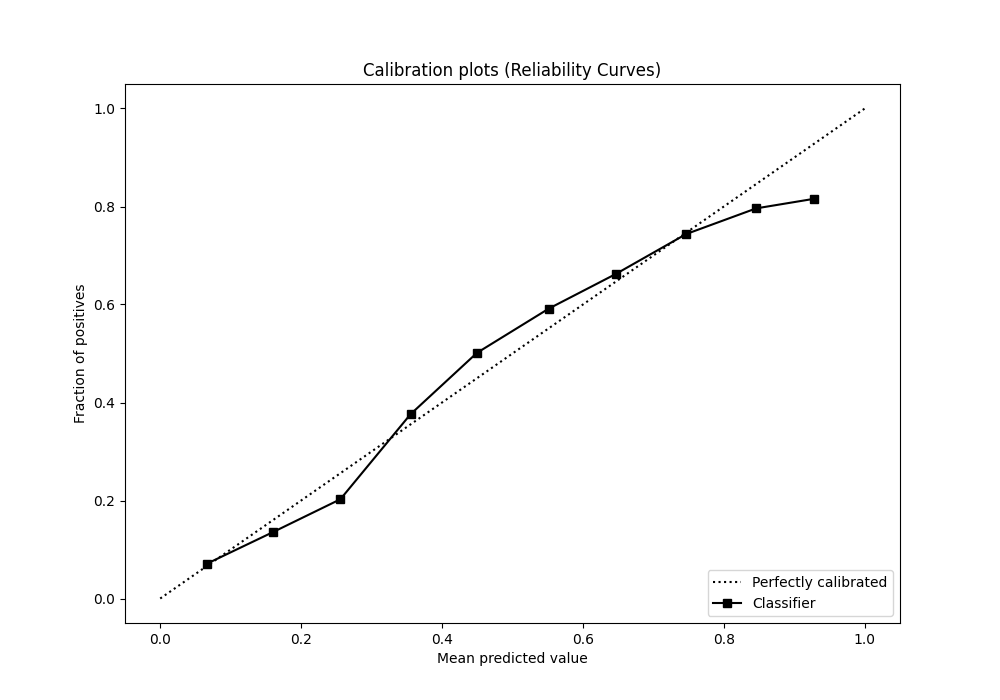 Calibration plots (Reliability Curves)
1.0
0.8
0.6
0.4
0.2
0.0
Fraction of positives
0.0 0.2 0.4 0.6 0.8 1.0
Mean predicted value
Perfectly calibrated
Classifier